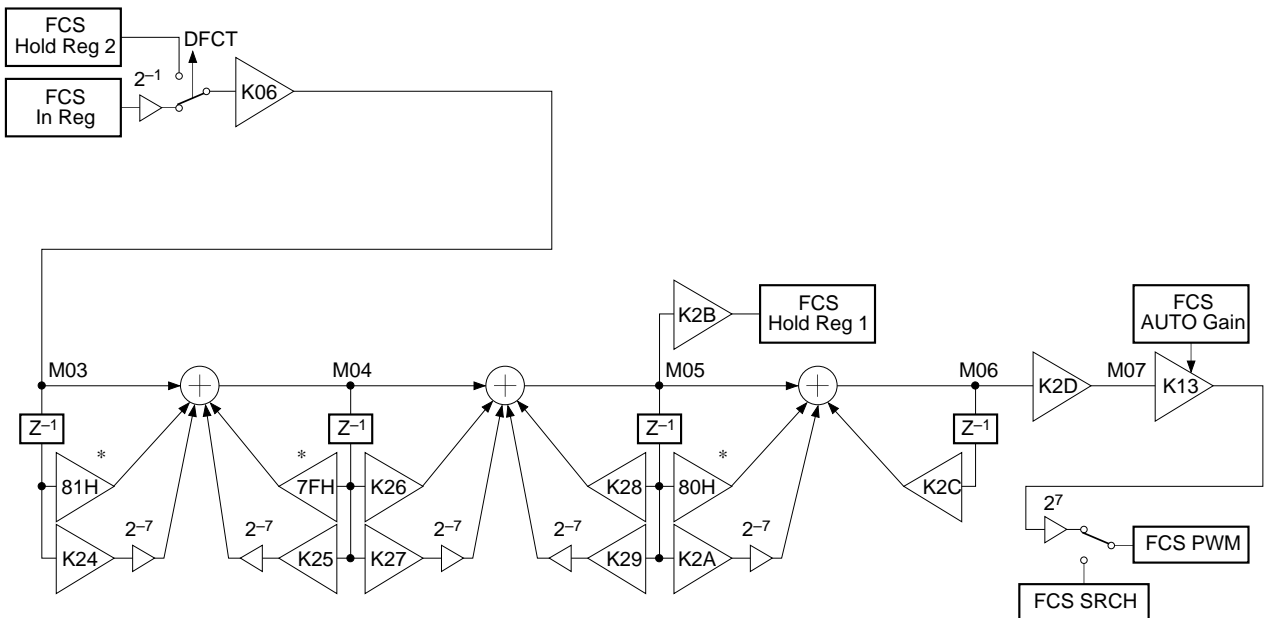 FCS
Hold Reg 2
DFCT
2–1
FCS
In Reg
K06
K2B
FCS
Hold Reg 1
FCS
AUTO Gain
M03
M04
M05
M06
K2D
M07
K13
Z–1
Z–1
Z–1
Z–1
*
*
*
81H
7FH
K26
K28
80H
K2C
2–7
2–7
2–7
2–7
2–7
K24
K25
K27
K29
K2A
27
FCS PWM
FCS SRCH